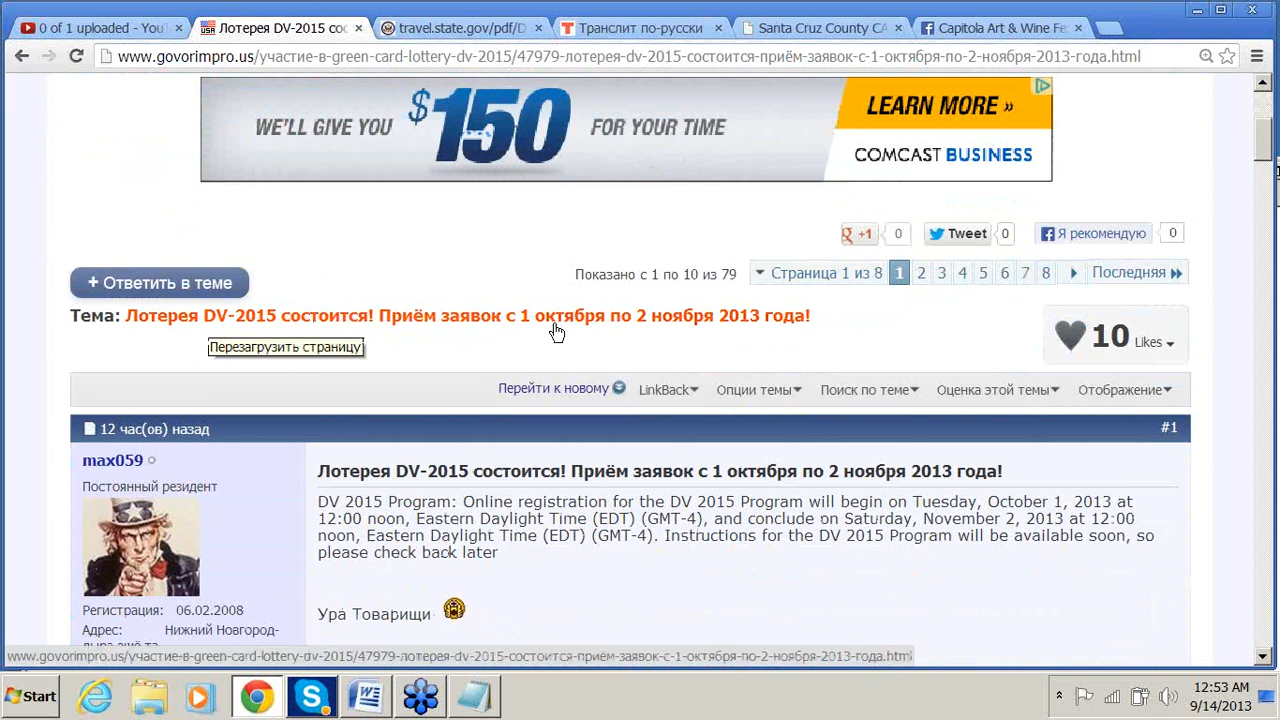 0 of 1 uploaded - YouT
Лотерея DV-2015 сос
travel.state.gov/pdf/D
Транслит по-русски
Santa Cruz County CA
Capitola Art & Wine Fe
www.govorimpro.us/участие-в-green-card-lottery-dv-2015/47979-лотерея-dv-2015-состоится-приём-заявок-с-1-октября-по-2-ноября-2013-года.html
WE'LL GIVE YOU $150 FOR YOUR TIME
LEARN MORE »
COMCAST BUSINESS
+1 0 Tweet 0 Я рекомендую 0
+ Ответить в теме
Показано с 1 по 10 из 79 Страница 1 из 8 1 2 3 4 5 6 7 8 Последняя
Тема: Лотерея DV-2015 состоится! Приём заявок с 1 октября по 2 ноября 2013 года!
10 Likes
Перезагрузить страницу
Перейти к новому LinkBack Опции темы Поиск по теме Оценка этой темы Отображение
12 час(ов) назад #1
max059
Постоянный резидент
Регистрация: 06.02.2008
Адрес: Нижний Новгород-
Лотерея DV-2015 состоится! Приём заявок с 1 октября по 2 ноября 2013 года!
DV 2015 Program: Online registration for the DV 2015 Program will begin on Tuesday, October 1, 2013 at
12:00 noon, Eastern Daylight Time (EDT) (GMT-4), and conclude on Saturday, November 2, 2013 at 12:00
noon, Eastern Daylight Time (EDT) (GMT-4). Instructions for the DV 2015 Program will be available soon, so
please check back later
Ура Товарищи
www.govorimpro.us/участие-в-green-card-lottery-dv-2015/47979-лотерея-dv-2015-состоится-приём-заявок-с-1-октября-по-2-ноября-2013-года.html
Start
12:53 AM
9/14/2013